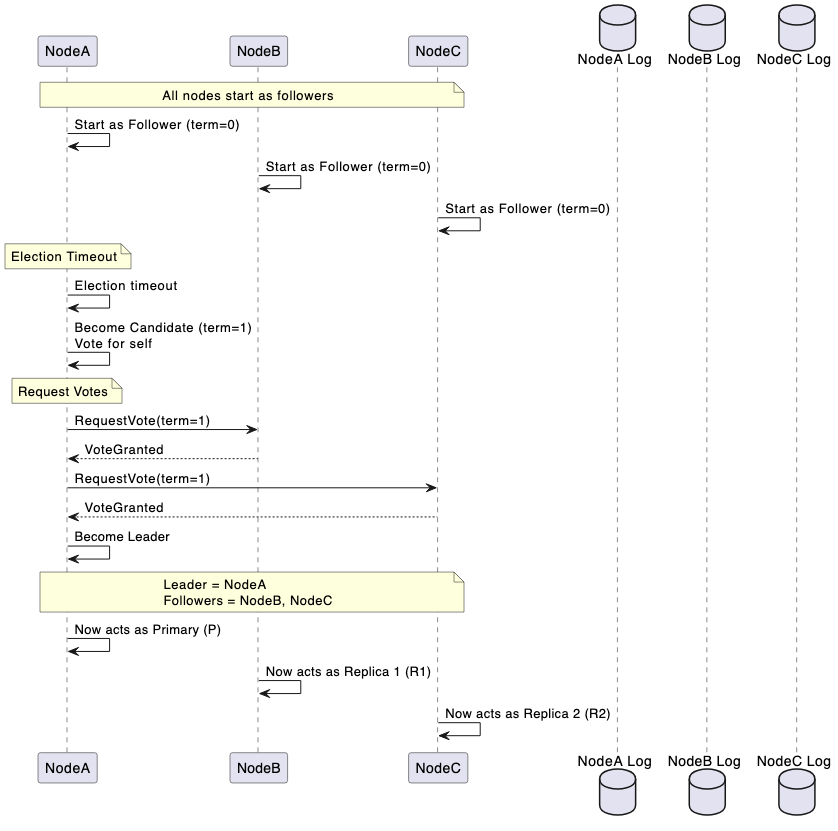 NodeA
NodeB
NodeC
NodeA Log
NodeB Log
NodeC Log
All nodes start as followers
Start as Follower (term=0)
Start as Follower (term=0)
Start as Follower (term=0)
Election Timeout
Election timeout
Become Candidate (term=1)
Vote for self
Request Votes
RequestVote(term=1)
VoteGranted
RequestVote(term=1)
VoteGranted
Become Leader
Leader = NodeA
Followers = NodeB, NodeC
Now acts as Primary (P)
Now acts as Replica 1 (R1)
Now acts as Replica 2 (R2)
NodeA
NodeB
NodeC
NodeA Log
NodeB Log
NodeC Log